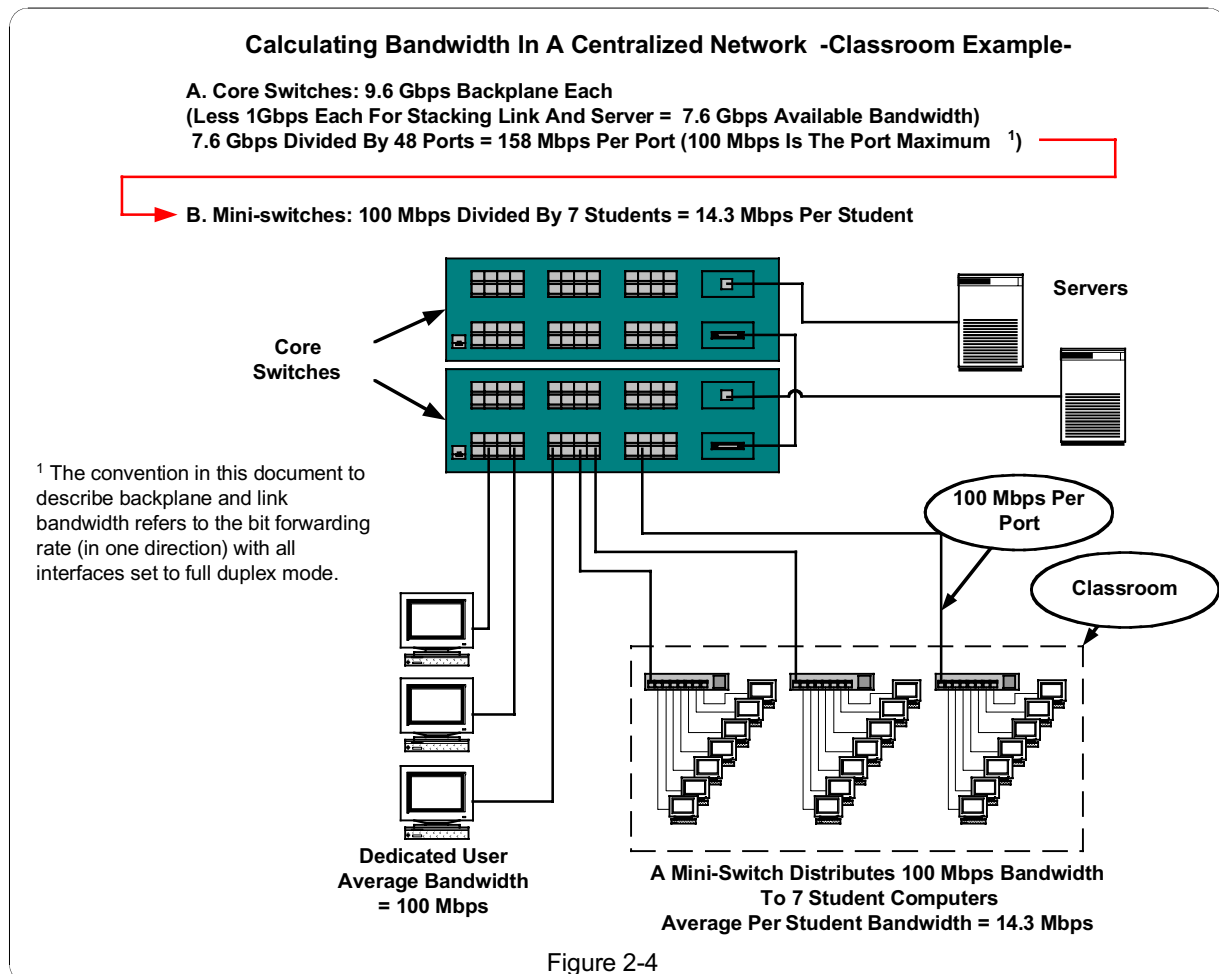 Calculating Bandwidth In A Centralized Network -Classroom Example-
A. Core Switches: 9.6 Gbps Backplane Each
(Less 1Gbps Each For Stacking Link And Server = 7.6 Gbps Available Bandwidth)
7.6 Gbps Divided By 48 Ports = 158 Mbps Per Port (100 Mbps Is The Port Maximum 1)
B. Mini-switches: 100 Mbps Divided By 7 Students = 14.3 Mbps Per Student
Servers
Core
Switches
1 The convention in this document to
describe backplane and link
bandwidth refers to the bit forwarding
rate (in one direction) with all
interfaces set to full duplex mode.
100 Mbps Per
Port
Classroom
Dedicated User
Average Bandwidth
= 100 Mbps
A Mini-Switch Distributes 100 Mbps Bandwidth
To 7 Student Computers
Average Per Student Bandwidth = 14.3 Mbps
Figure 2-4